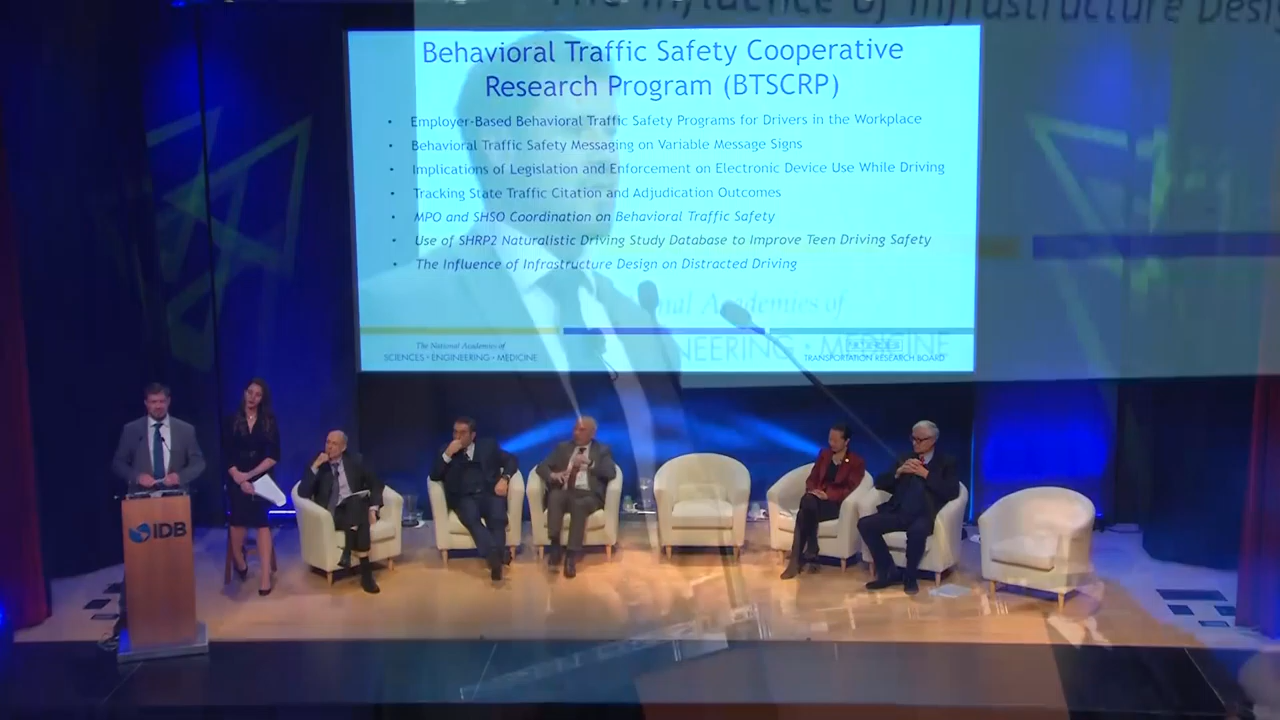 The Influence of Infrastructure Desig
Behavioral Traffic Safety Cooperative
Research Program (BTSCRP)
• Employer-Based Behavioral Traffic Safety Programs for Drivers in the Workplace
• Behavioral Traffic Safety Messaging on Variable Message Signs
• Implications of Legislation and Enforcement on Electronic Device Use While Driving
• Tracking State Traffic Citation and Adjudication Outcomes
• MPO and SHSO Coordination on Behavioral Traffic Safety
• Use of SHRP2 Naturalistic Driving Study Database to Improve Teen Driving Safety
• The Influence of Infrastructure Design on Distracted Driving
nal Academies of
NEERING · MEDICINE
The National Academies of
SCIENCES · ENGINEERING · MEDICINE
TRANSPORTATION RESEARCH BOARD
IDB